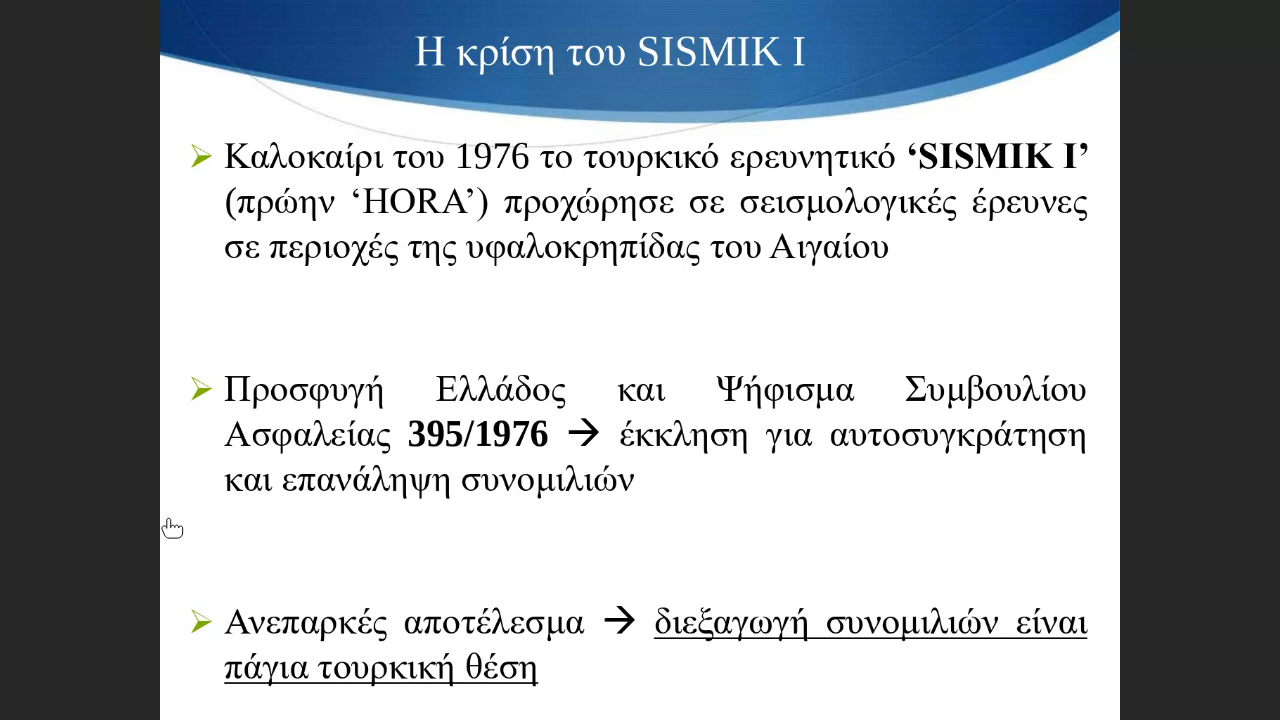 Η κρίση του SISMIK I
Καλοκαίρι του 1976 το τουρκικό ερευνητικό ‘SISMIK I’
(πρώην ‘HORA’) προχώρησε σε σεισμολογικές έρευνες
σε περιοχές της υφαλοκρηπίδας του Αιγαίου
Προσφυγή Ελλάδος και Ψήφισμα Συμβουλίου
Ασφαλείας 395/1976 → έκκληση για αυτοσυγκράτηση
και επανάληψη συνομιλιών
Ανεπαρκές αποτέλεσμα → διεξαγωγή συνομιλιών είναι
πάγια τουρκική θέση